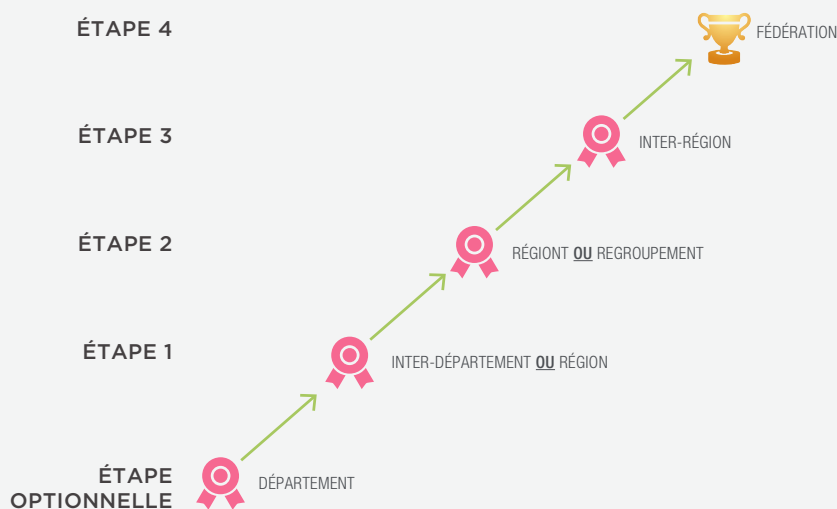 ÉTAPE 4
FÉDÉRATION
ÉTAPE 3
INTER-RÉGION
ÉTAPE 2
RÉGIONT OU REGROUPEMENT
ÉTAPE 1
INTER-DÉPARTEMENT OU RÉGION
ÉTAPE
OPTIONNELLE
DÉPARTEMENT